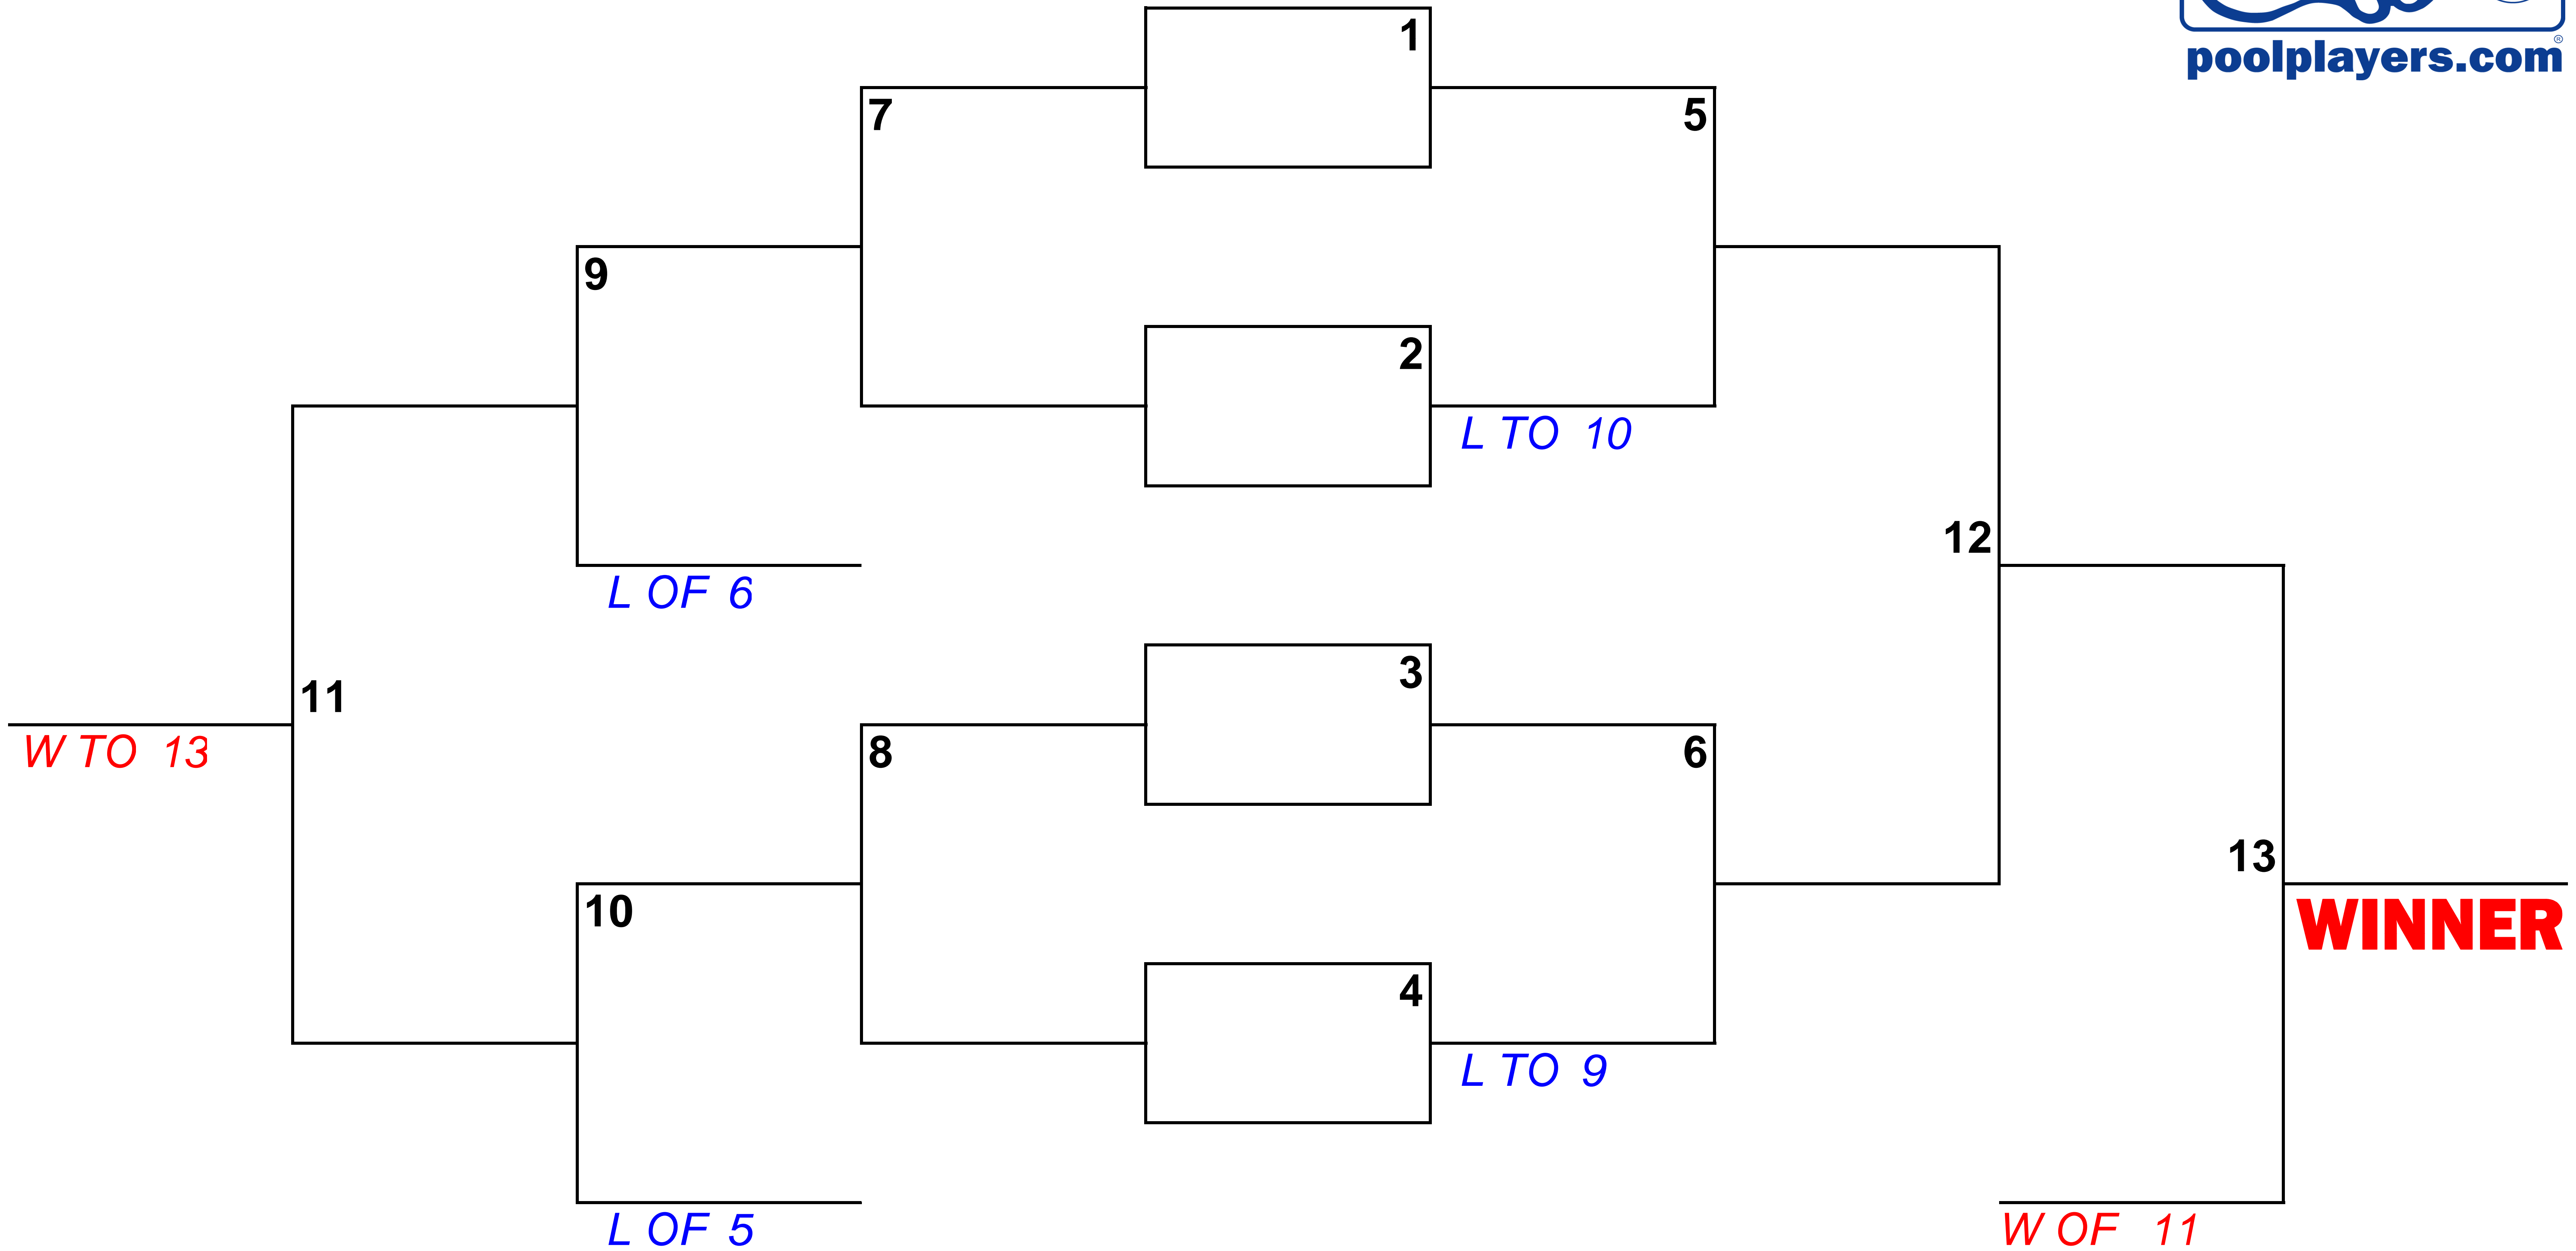 1
poolplayers.com®
7
5
9
2
L TO 10
12
L OF 6
3
11
W TO 13
8
6
13
10
WINNER
4
L TO 9
L OF 5
W OF 11